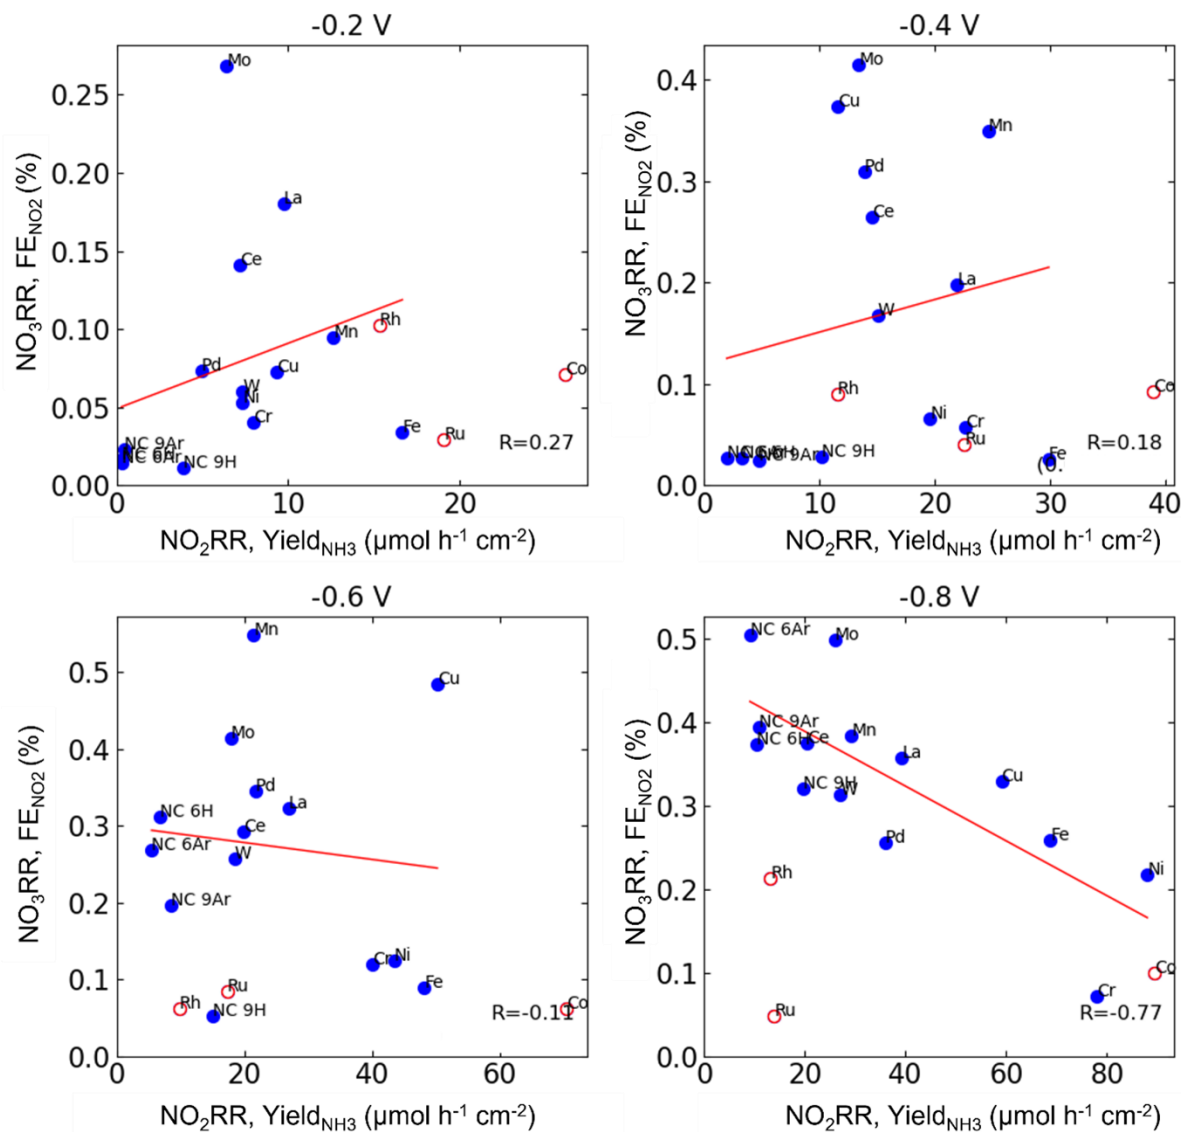 -0.2 V
NO3RR, FENO2 (%)
0.25
0.20
0.15
0.10
0.05
0.00
Mo
La
Ce
Rh
Mn
Pd
Cu
Co
W
Ni
Cr
Fe
Ru
NC 9Ar
NC 6Ar
NC 9H
R=0.27
0
10
20
NO2RR, YieldNH3 (μmol h-1 cm-2)
-0.4 V
NO3RR, FENO2 (%)
0.4
0.3
0.2
0.1
0.0
Mo
Cu
Mn
Pd
Ce
La
W
Rh
Co
Ni
Cr
Ru
NC 9Ar
NC 9H
Fe
(0.
R=0.18
0
10
20
30
40
NO2RR, YieldNH3 (μmol h-1 cm-2)
-0.6 V
NO3RR, FENO2 (%)
0.5
0.4
0.3
0.2
0.1
0.0
Mn
Cu
Mo
Pd
La
NC 6H
Ce
NC 6Ar
W
NC 9Ar
Cr
Ni
Fe
Ru
Rh
NC 9H
Co
R=-0.11
0
20
40
60
NO2RR, YieldNH3 (μmol h-1 cm-2)
-0.8 V
NO3RR, FENO2 (%)
0.5
0.4
0.3
0.2
0.1
0.0
NC 6Ar
Mo
NC 9Ar
Mn
NC 6H
Ce
La
NC 9H
W
Cu
Pd
Fe
Rh
Ni
Co
Cr
Ru
R=-0.77
0
20
40
60
80
NO2RR, YieldNH3 (μmol h-1 cm-2)